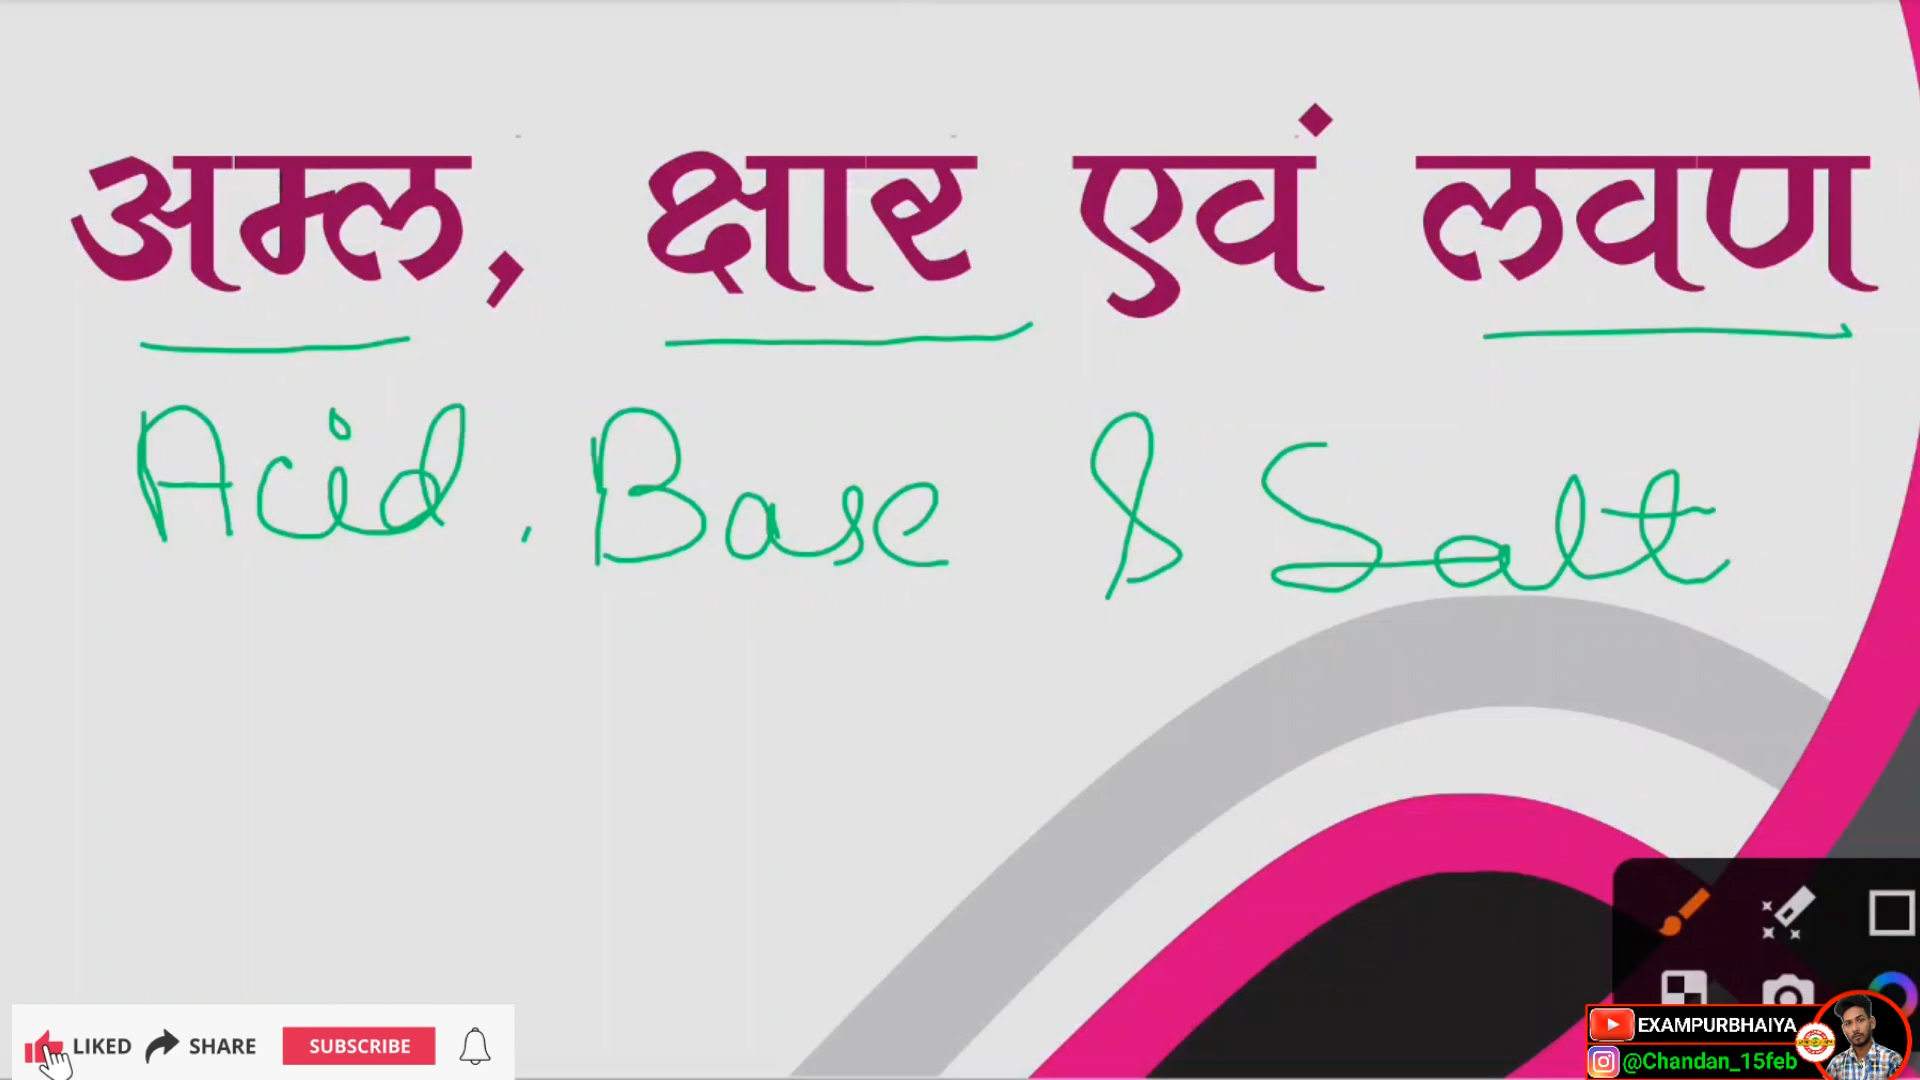 अम्ल, क्षार एवं लवण
Acid, Base & Salt
LIKED SHARE SUBSCRIBE
EXAMPURBHAIYA
@Chandan_15feb